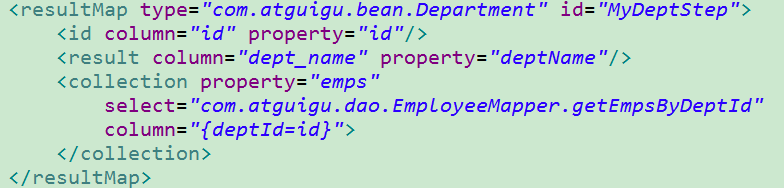 <resultMap type="com.atguigu.bean.Department" id="MyDeptStep">
    <id column="id" property="id"/>
    <result column="dept_name" property="deptName"/>
    <collection property="emps"
        select="com.atguigu.dao.EmployeeMapper.getEmpsByDeptId"
        column="{deptId=id}">
    </collection>
</resultMap>